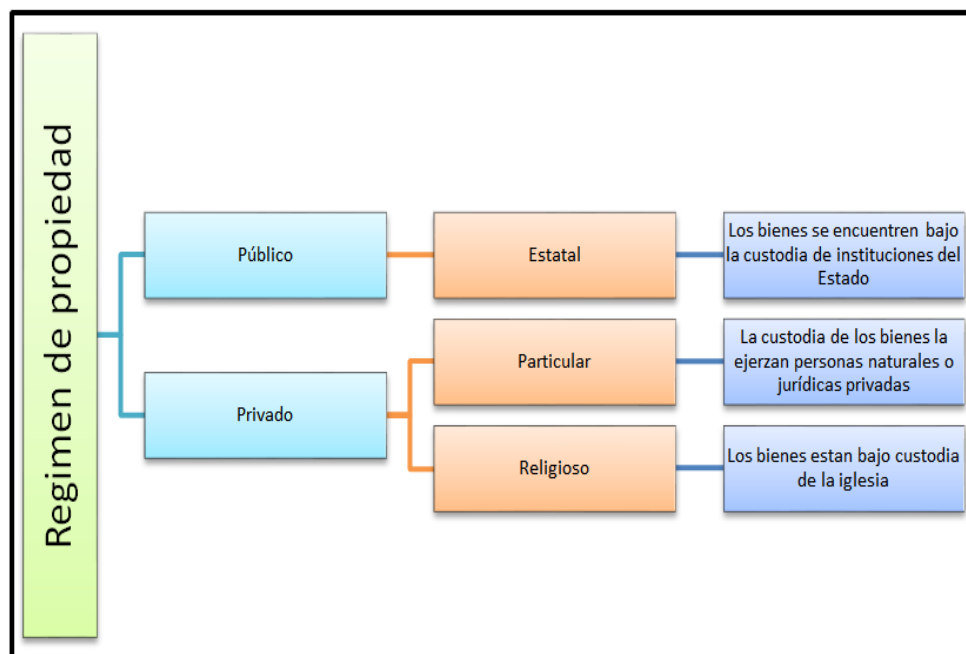 Regimen de propiedad
Público
Estatal
Los bienes se encuentren bajo
la custodia de instituciones del
Estado
Privado
Particular
La custodia de los bienes la
ejerzan personas naturales o
jurídicas privadas
Religioso
Los bienes estan bajo custodia
de la iglesia